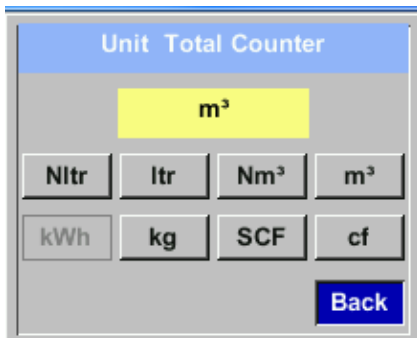 Unit Total Counter
m³
Nltr ltr Nm³ m³
kWh kg SCF cf
Back